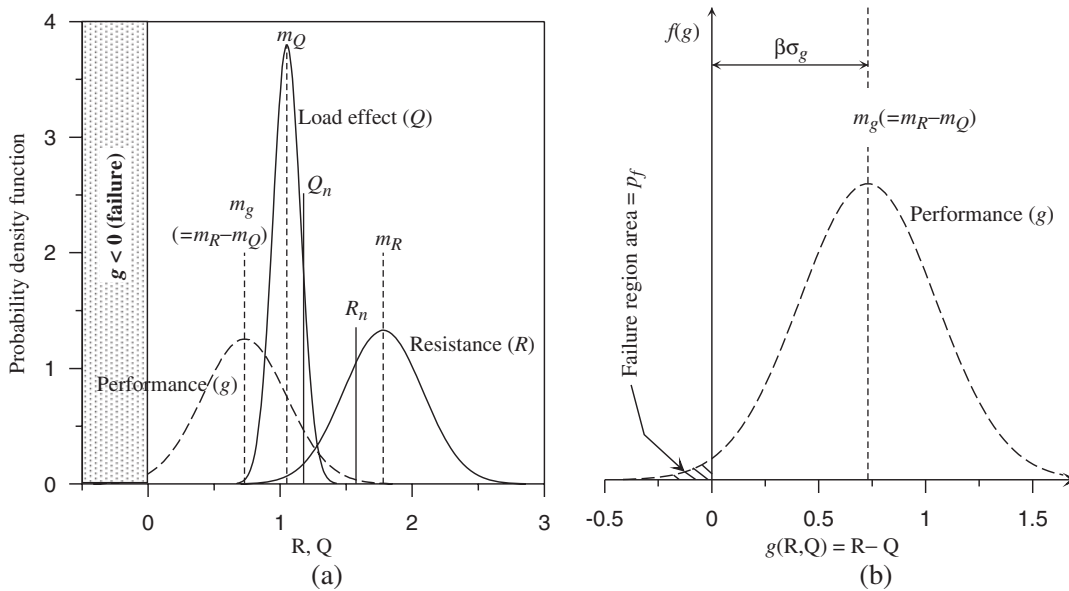 4
3
2
1
0
Probability density function
g < 0 (failure)
m_Q
Load effect (Q)
Q_n
m_g
(=m_R–m_Q)
m_R
R_n
Resistance (R)
Performance (g)
0 1 2 3
R, Q
(a)
f(g)
βσ_g
m_g(=m_R–m_Q)
Failure region area = p_f
Performance (g)
-0.5 0 0.5 1 1.5
g(R,Q) = R– Q
(b)